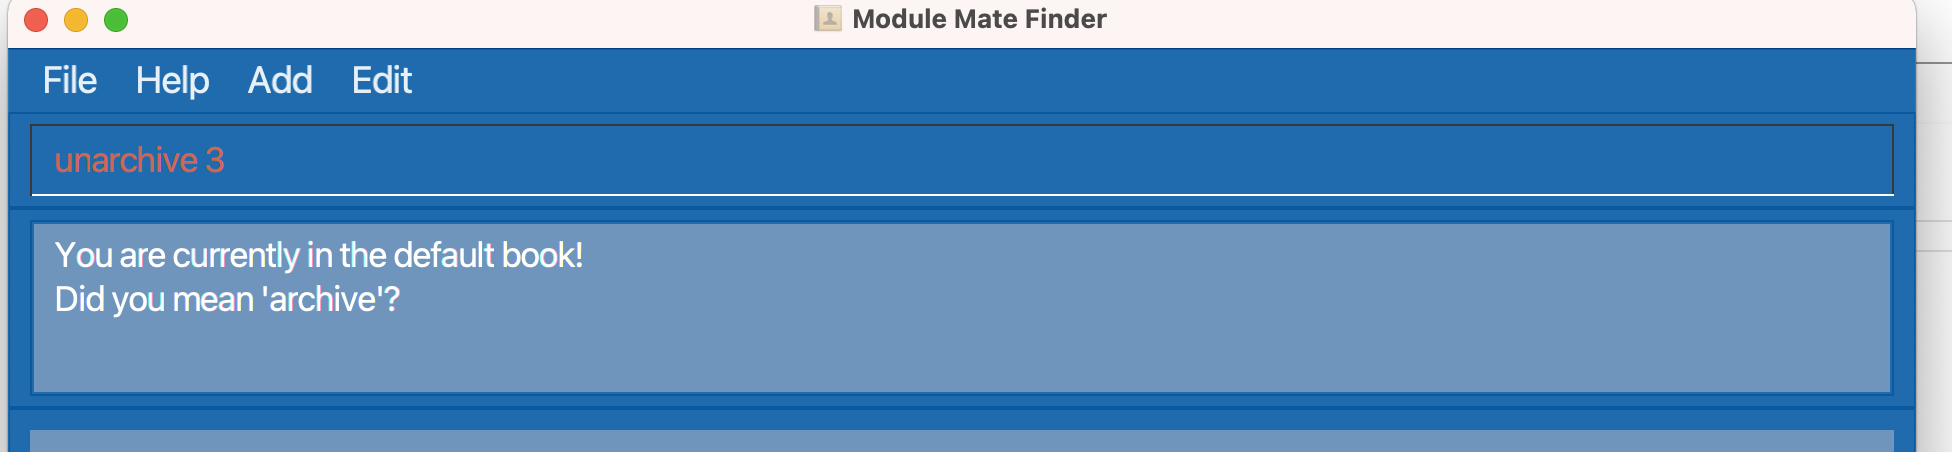 Module Mate Finder
File Help Add Edit
unarchive 3
You are currently in the default book!
Did you mean 'archive'?